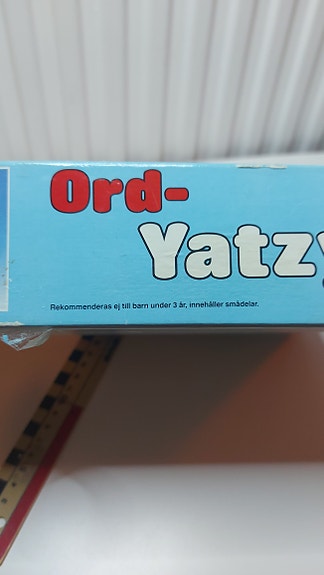 Ord-
Yatzy
Rekommenderas ej till barn under 3 år, innehåller smådelar.